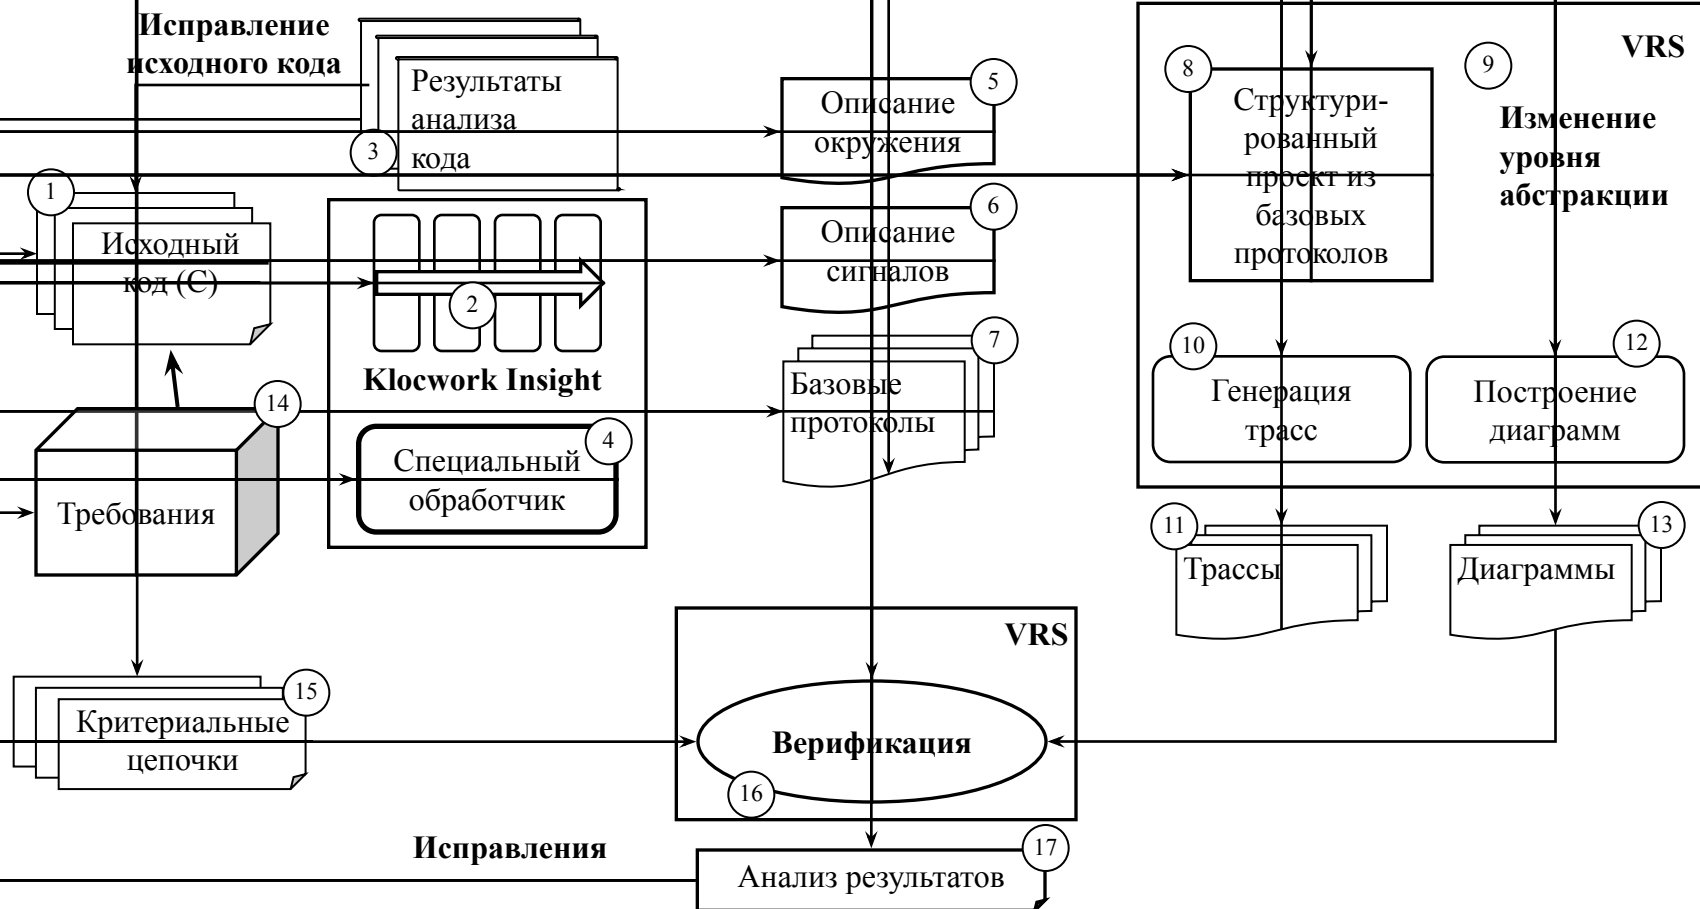 Исправление
исходного кода
Результаты
анализа
кода
3
1
Исходный
код (C)
2
Klocwork Insight
4
Специальный
обработчик
14
Требования
15
Критериальные
цепочки
5
Описание
окружения
6
Описание
сигналов
7
Базовые
протоколы
VRS
8
Структури-
рованный
проект из
базовых
протоколов
9
Изменение
уровня
абстракции
10
Генерация
трасс
12
Построение
диаграмм
11
Трассы
13
Диаграммы
VRS
Верификация
16
Исправления
17
Анализ результатов